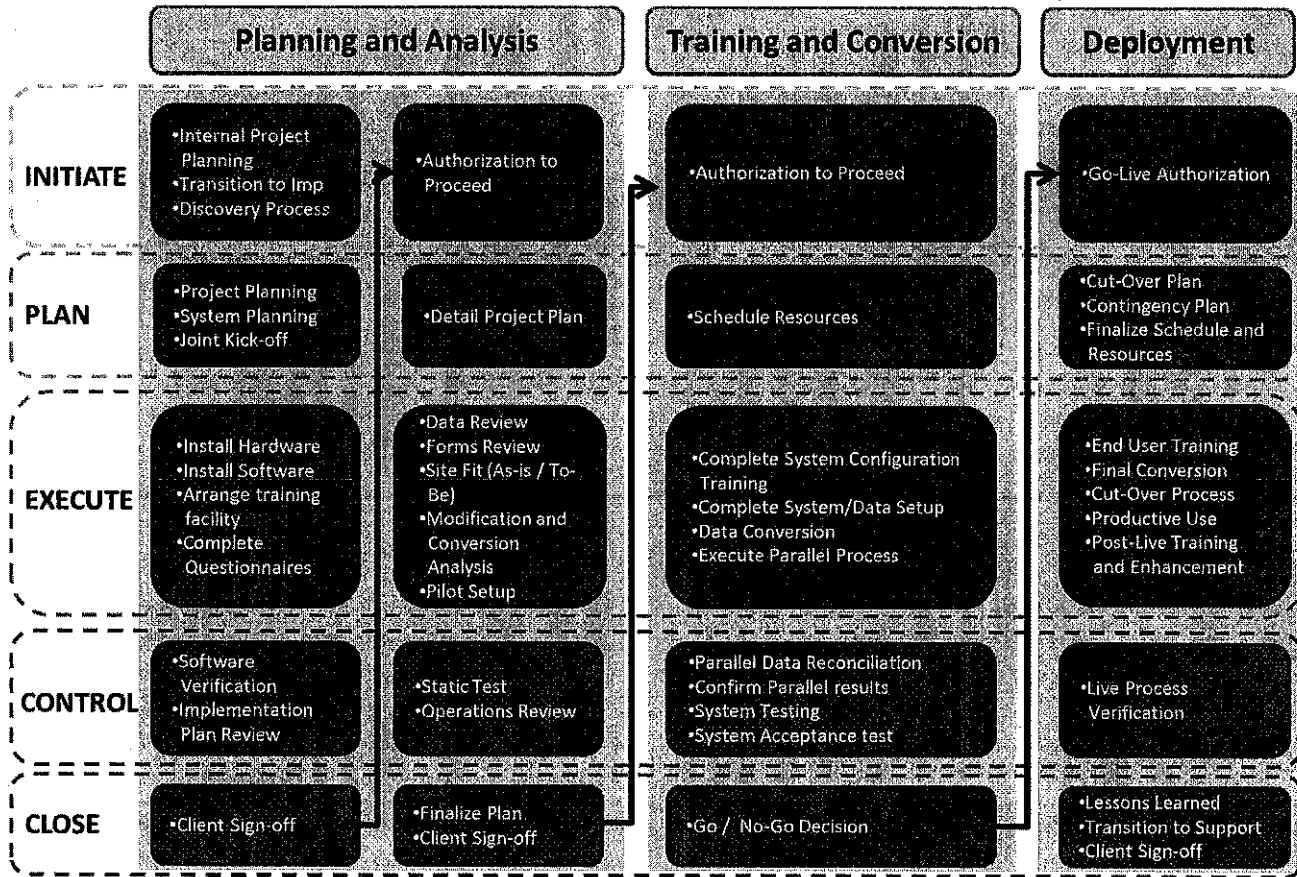 Planning and Analysis
Training and Conversion
Deployment
INITIATE
•Internal Project
Planning
•Transition to Imp
•Discovery Process
•Authorization to
Proceed
•Authorization to Proceed
•Go-Live Authorization
PLAN
•Project Planning
•System Planning
•Joint Kick-off
•Detail Project Plan
•Schedule Resources
•Cut-Over Plan
•Contingency Plan
•Finalize Schedule and
Resources
EXECUTE
•Install Hardware
•Install Software
•Arrange training
facility
•Complete
Questionnaires
•Data Review
•Forms Review
•Site Fit (As-is / To-
Be)
•Modification and
Conversion
Analysis
•Pilot Setup
•Complete System Configuration
Training
•Complete System/Data Setup
•Data Conversion
•Execute Parallel Process
•End User Training
•Final Conversion
•Cut-Over Process
•Productive Use
•Post-Live Training
and Enhancement
CONTROL
•Software
Verification
•Implementation
Plan Review
•Static Test
•Operations Review
•Parallel Data Reconciliation
•Confirm Parallel results
•System Testing
•System Acceptance test
•Live Process
Verification
CLOSE
•Client Sign-off
•Finalize Plan
•Client Sign-off
•Go / No-Go Decision
•Lessons Learned
•Transition to Support
•Client Sign-off